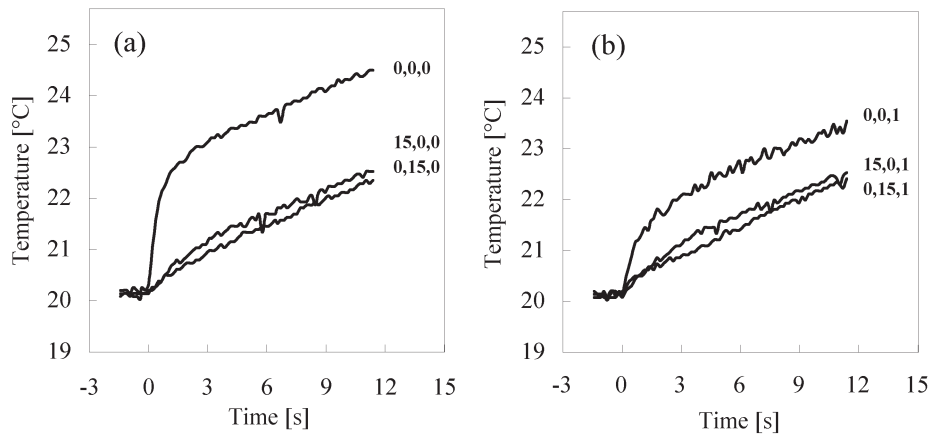 (a)
Temperature [°C]
25
24
23
22
21
20
19
0,0,0
15,0,0
0,15,0
-3 0 3 6 9 12 15
Time [s]
(b)
Temperature [°C]
25
24
23
22
21
20
19
0,0,1
15,0,1
0,15,1
-3 0 3 6 9 12 15
Time [s]